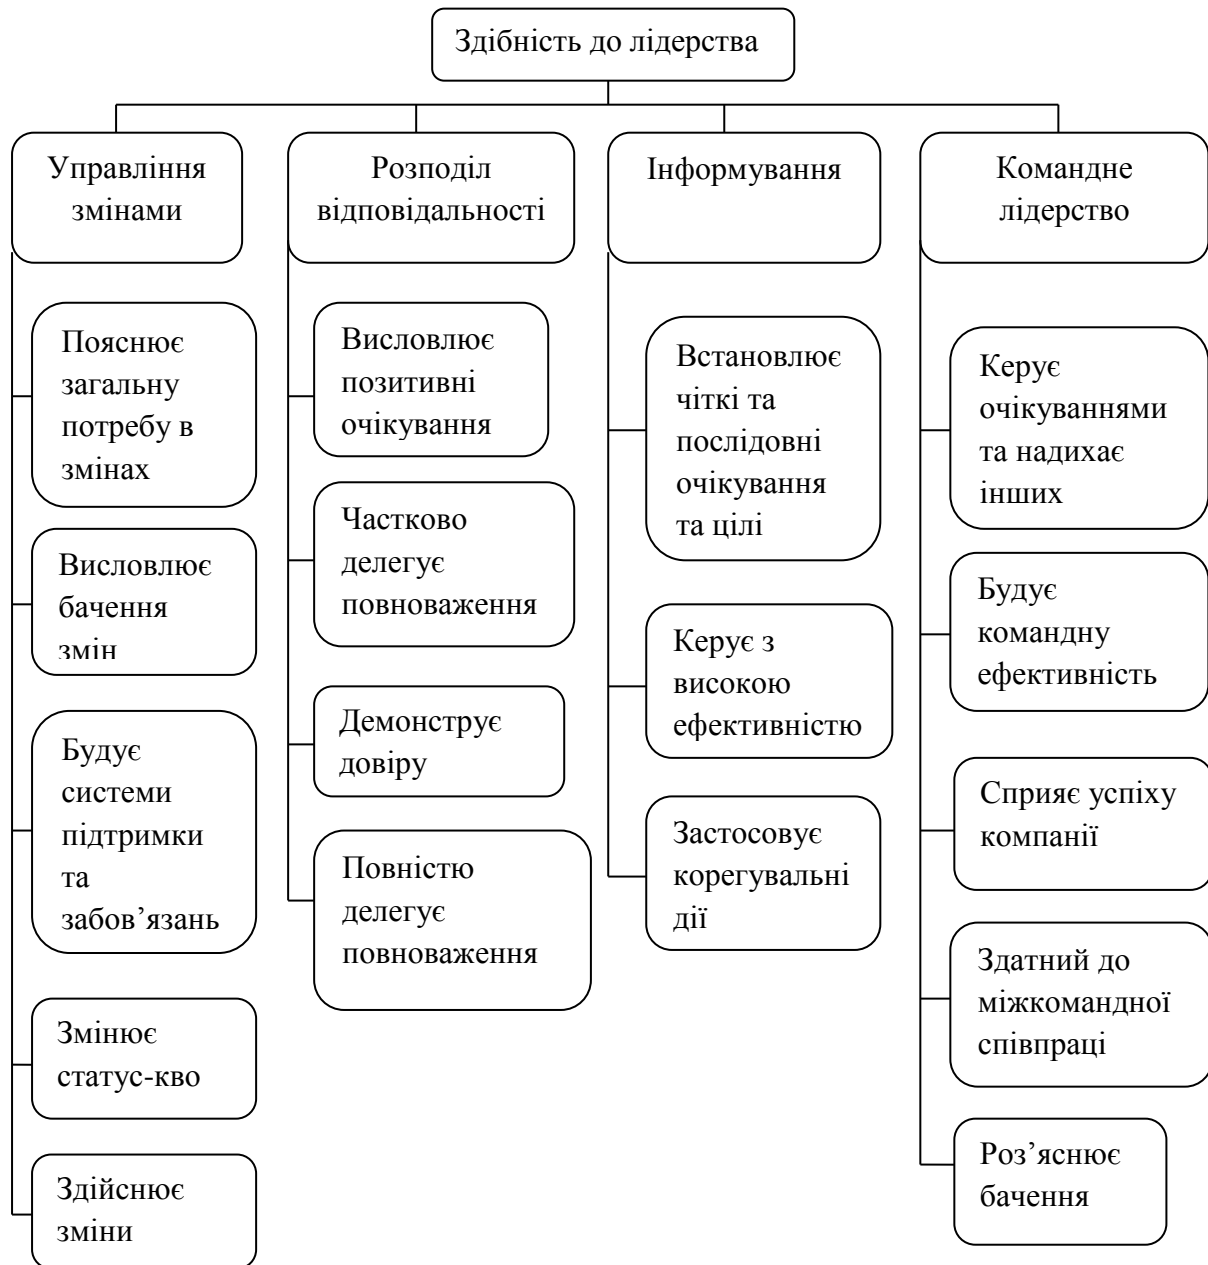 Здібність до лідерства
Управління
змінами
Пояснює
загальну
потребу в
змінах
Висловлює
бачення
змін
Будує
системи
підтримки
та
забов’язань
Змінює
статус-кво
Здійснює
зміни
Розподіл
відповідальності
Висловлює
позитивні
очікування
Частково
делегує
повноваження
Демонструє
довіру
Повністю
делегує
повноваження
Інформування
Встановлює
чіткі та
послідовні
очікування
та цілі
Керує з
високою
ефективністю
Застосовує
корегувальні
дії
Командне
лідерство
Керує
очікуваннями
та надихає
інших
Будує
командну
ефективність
Сприяє успіху
компанії
Здатний до
міжкомандної
співпраці
Роз’яснює
бачення